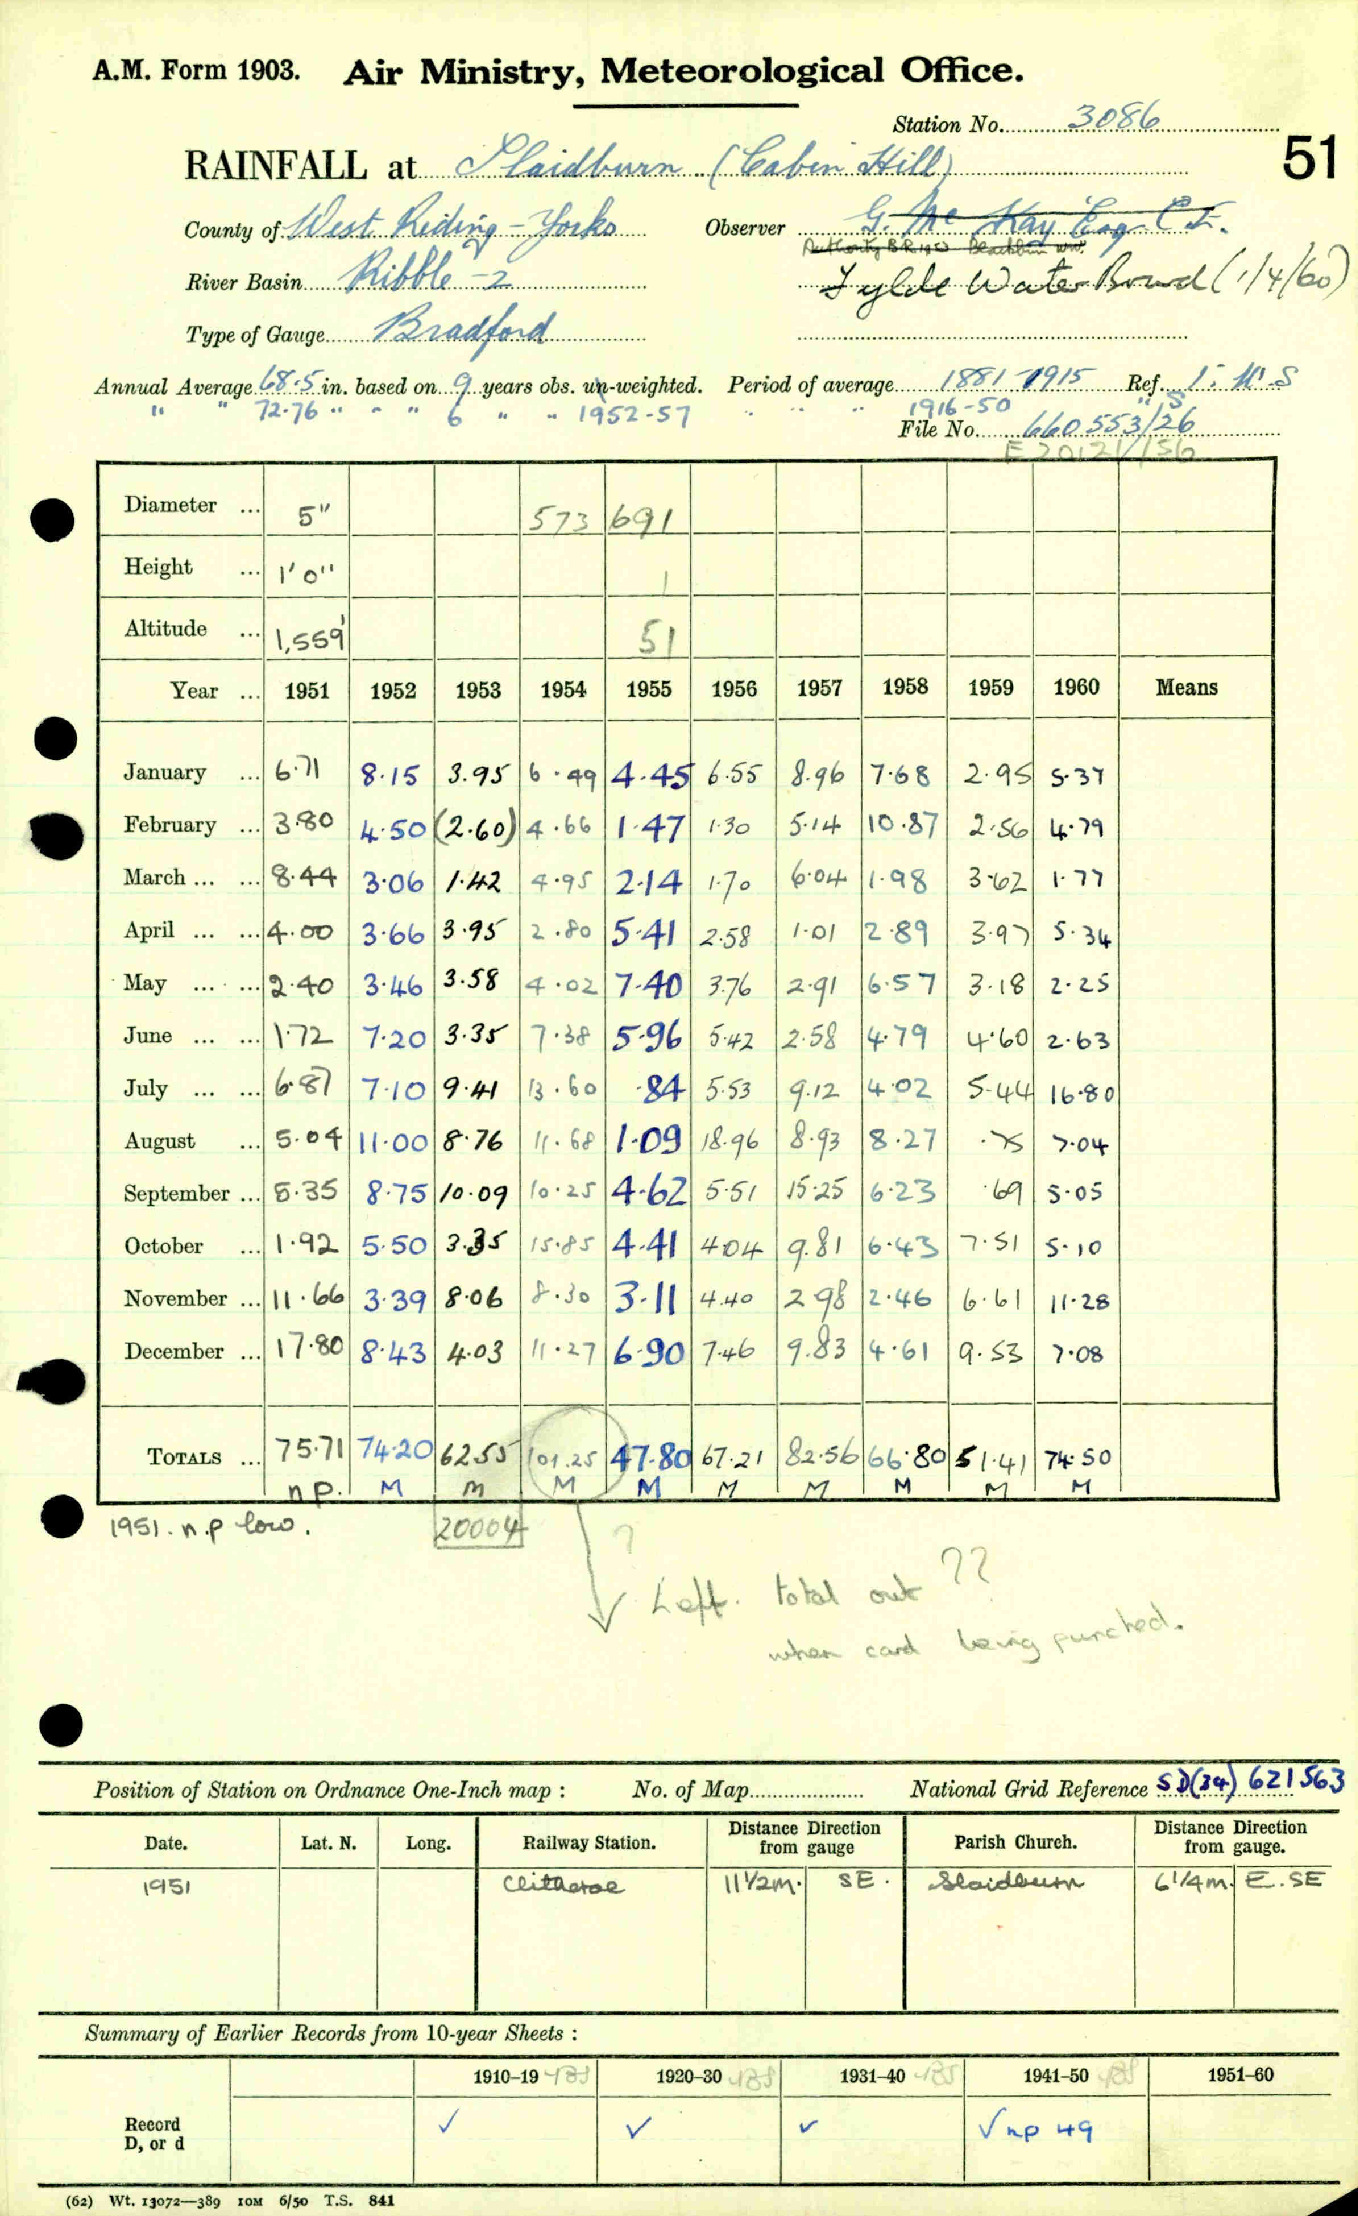 A.M. Form 1903. Air Ministry, Meteorological Office.
Station No. 3086
51
RAINFALL at Slaidburn (Cabin Hill)
County of West Riding - Yorks Observer G. Mc Kay Esq C.E.
River Basin Ribble - 2 Fylde Water Board (1/4/60)
Type of Gauge Bradford
Annual Average 68.5 in. based on 9 years obs. un-weighted. Period of average 1881-1915 Ref.
" " 72.76 " " " 6 " " 1952-57 " " " 1916-50 "
File No. 660553/26
E 20121/56
Diameter ... 5" 573 691
Height ... 1' 0" 1
Altitude ... 1,559' 51
Year ... 1951 1952 1953 1954 1955 1956 1957 1958 1959 1960 Means
January ... 6.71 8.15 3.95 6.49 4.45 6.55 8.96 7.68 2.95 5.37
February ... 3.80 4.50 (2.60) 4.66 1.47 1.30 5.14 10.87 2.56 4.79
March ... ... 8.44 3.06 1.42 4.95 2.14 1.70 6.04 1.98 3.62 1.77
April ... ... 4.00 3.66 3.95 2.80 5.41 2.58 1.01 2.89 3.97 5.34
May ... ... 2.40 3.46 3.58 4.02 7.40 3.76 2.91 6.57 3.18 2.25
June ... ... 1.72 7.20 3.35 7.38 5.96 5.42 2.58 4.79 4.60 2.63
July ... ... 6.87 7.10 9.41 13.60 .84 5.53 9.12 4.02 5.44 16.80
August ... 5.04 11.00 8.76 11.68 1.09 18.96 8.93 8.27 .75 7.04
September ... 5.35 8.75 10.09 10.25 4.62 5.51 15.25 6.23 .69 5.05
October ... 1.92 5.50 3.35 15.85 4.41 4.04 9.81 6.43 7.51 5.10
November ... 11.66 3.39 8.06 8.30 3.11 4.40 2.98 2.46 6.61 11.28
December ... 17.80 8.43 4.03 11.27 6.90 7.46 9.83 4.61 9.53 7.08
TOTALS ... 75.71 74.20 62.55 101.25 47.80 67.21 82.56 66.80 51.41 74.50
n p. M m M M M M M M M
1951. n.p low. 20004 ?
Left total out ??
when card being punched.
Position of Station on Ordnance One-Inch map : No. of Map National Grid Reference SD(34) 621563
Date. Lat. N. Long. Railway Station. Distance from gauge Direction Parish Church. Distance from gauge. Direction
1951 Clitheroe 11 1/2 m. SE. Slaidburn 6 1/4 m. E. SE
Summary of Earlier Records from 10-year Sheets :
1910-19 1920-30 1931-40 1941-50 1951-60
Record
D, or d ✓ ✓ ✓ ✓ np 49
(62) Wt. 13072—389 10M 6/50 T.S. 841